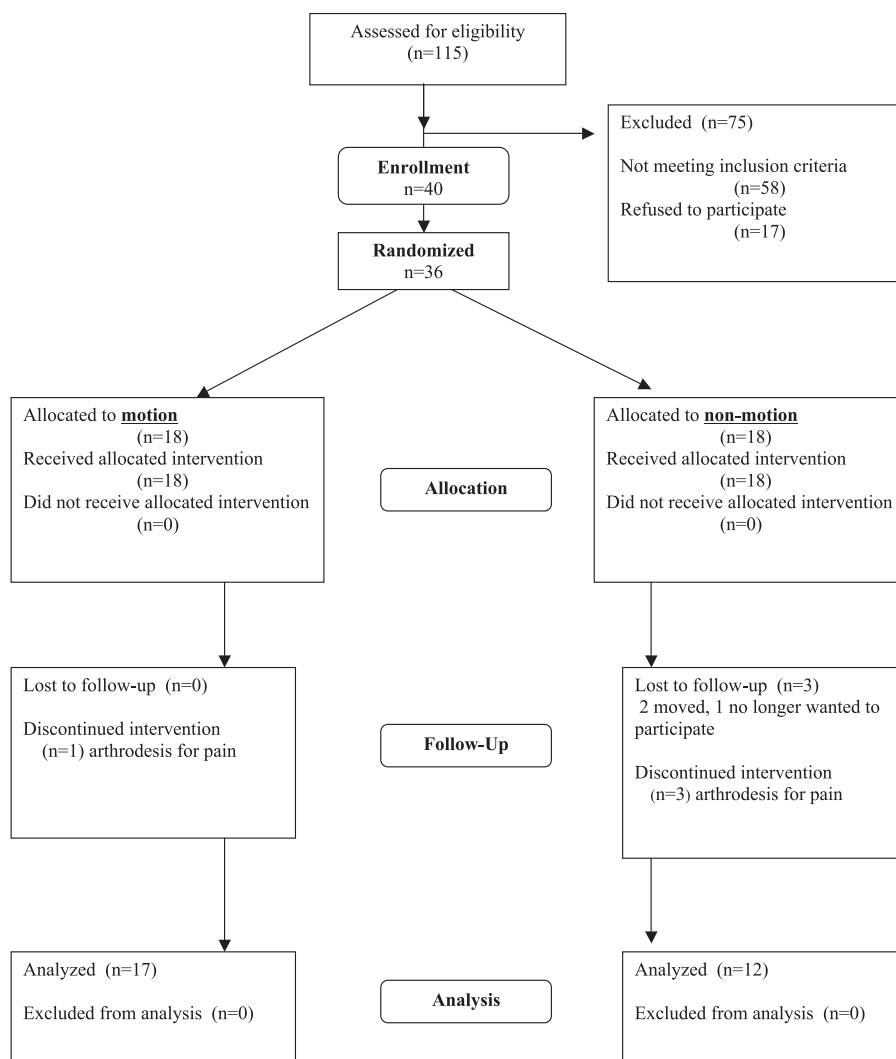 Assessed for eligibility
(n=115)
Excluded (n=75)
Not meeting inclusion criteria
(n=58)
Refused to participate
(n=17)
Enrollment
n=40
Randomized
n=36
Allocated to motion
(n=18)
Received allocated intervention
(n=18)
Did not receive allocated intervention
(n=0)
Allocation
Allocated to non-motion
(n=18)
Received allocated intervention
(n=18)
Did not receive allocated intervention
(n=0)
Lost to follow-up (n=0)
Discontinued intervention
(n=1) arthrodesis for pain
Follow-Up
Lost to follow-up (n=3)
2 moved, 1 no longer wanted to
participate
Discontinued intervention
(n=3) arthrodesis for pain
Analyzed (n=17)
Excluded from analysis (n=0)
Analysis
Analyzed (n=12)
Excluded from analysis (n=0)